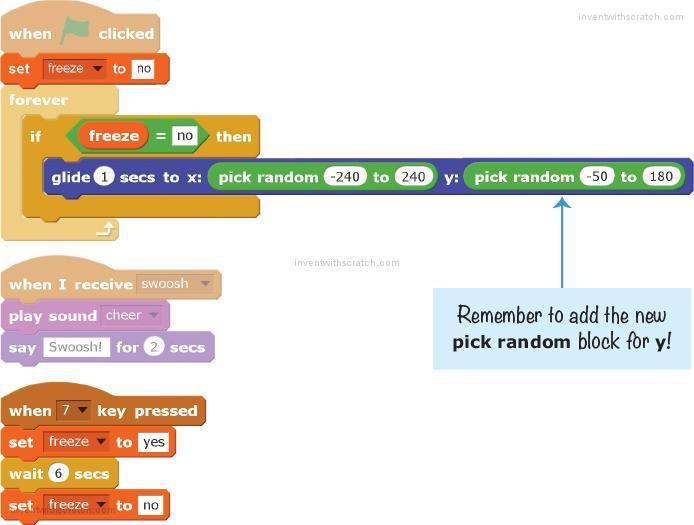 inventwithscratch.com
when clicked
set freeze to no
forever
if freeze = no then
glide 1 secs to x: pick random -240 to 240 y: pick random -50 to 180
inventwithscratch.com
when I receive swoosh
play sound cheer
say Swoosh! for 2 secs
Remember to add the new
pick random block for y!
when 7 key pressed
set freeze to yes
wait 6 secs
set freeze to no
inventwithscratch.com